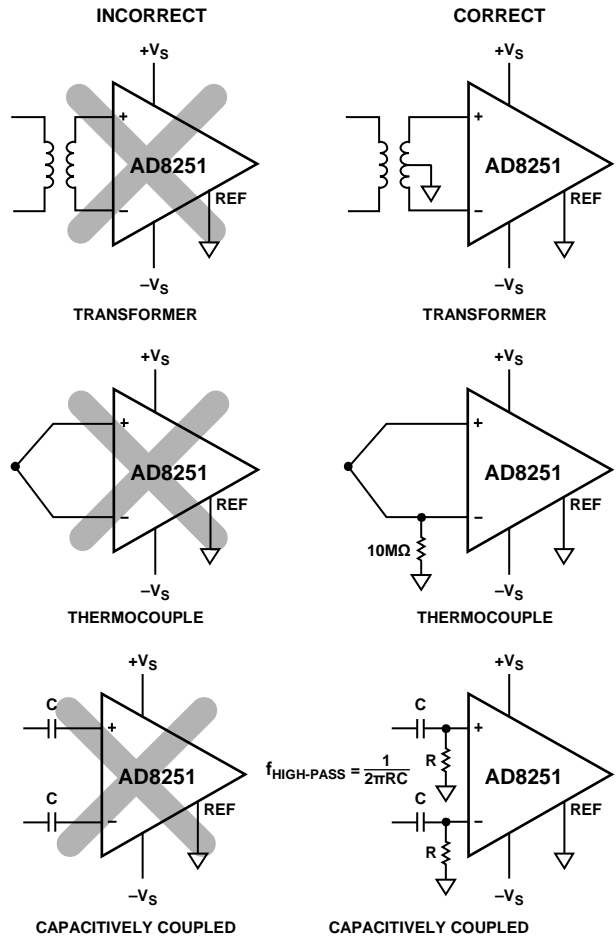 INCORRECT
CORRECT
+VS
+
AD8251
REF
−
−VS
TRANSFORMER
+VS
+
AD8251
REF
−
−VS
TRANSFORMER
+VS
+
AD8251
REF
−
−VS
THERMOCOUPLE
+VS
+
AD8251
REF
−
10MΩ
−VS
THERMOCOUPLE
+VS
C
+
AD8251
C
REF
−
−VS
CAPACITIVELY COUPLED
+VS
C
+
fHIGH-PASS = 1/2πRC
R
AD8251
C
REF
−
R
−VS
CAPACITIVELY COUPLED